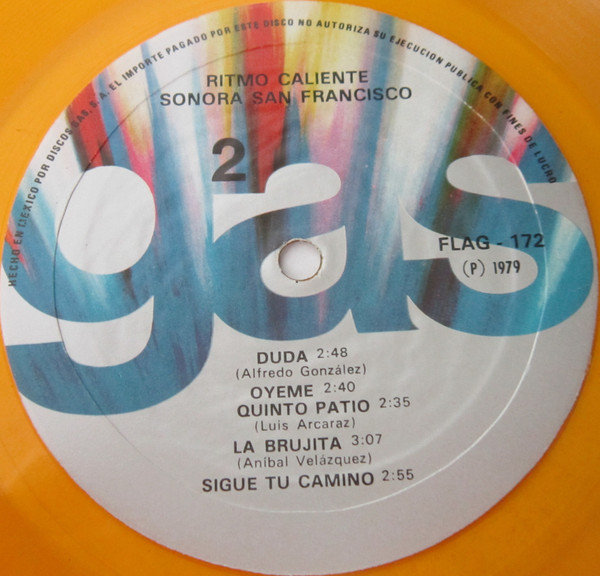 HECHO EN MEXICO POR DISCOS GAS, S. A. EL IMPORTE PAGADO POR ESTE DISCO NO AUTORIZA SU EJECUCION PUBLICA CON FINES DE LUCRO
RITMO CALIENTE
SONORA SAN FRANCISCO
2
gas
FLAG - 172
(P) 1979
DUDA 2:48
(Alfredo González)
OYEME 2:40
QUINTO PATIO 2:35
(Luis Arcaraz)
LA BRUJITA 3:07
(Aníbal Velázquez)
SIGUE TU CAMINO 2:55